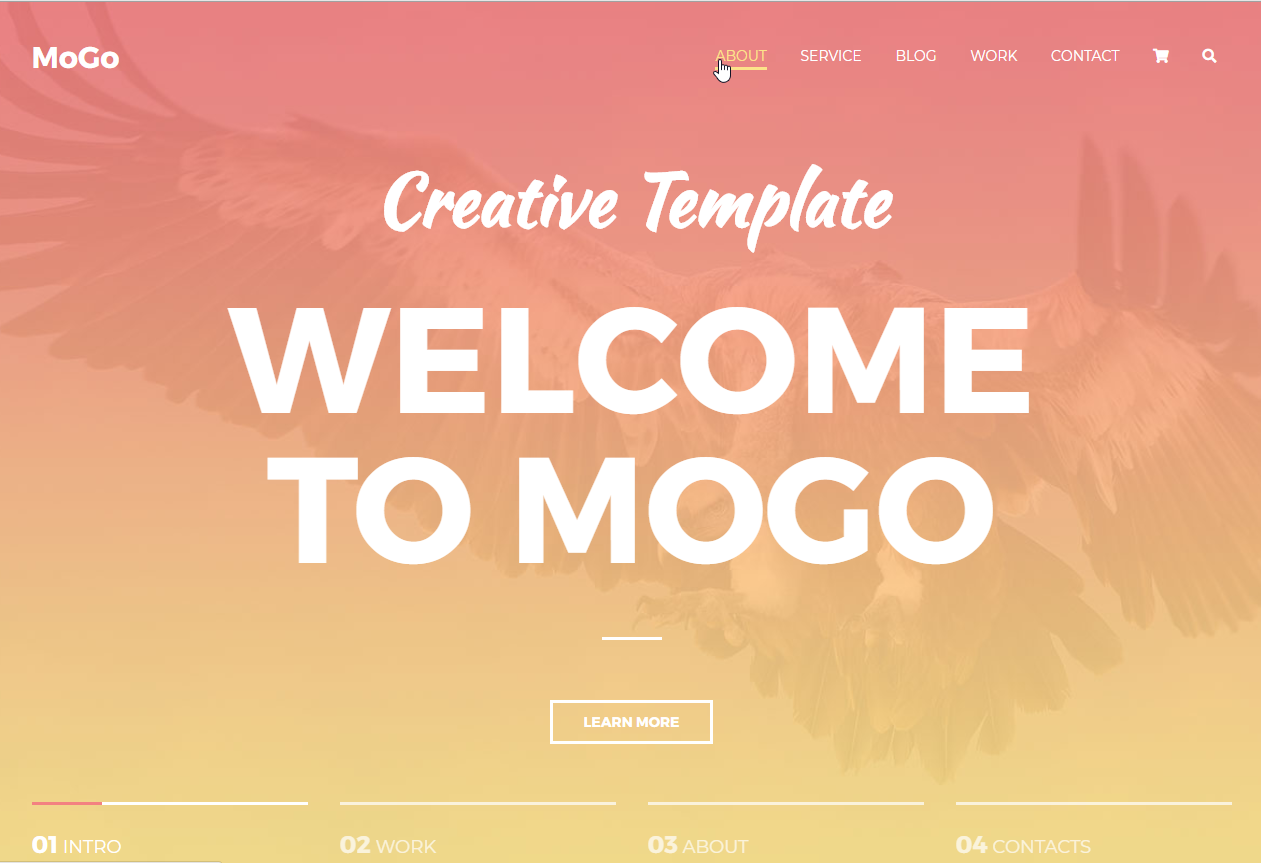 MoGo
ABOUT SERVICE BLOG WORK CONTACT
Creative Template
WELCOME
TO MOGO
LEARN MORE
01 INTRO 02 WORK 03 ABOUT 04 CONTACTS